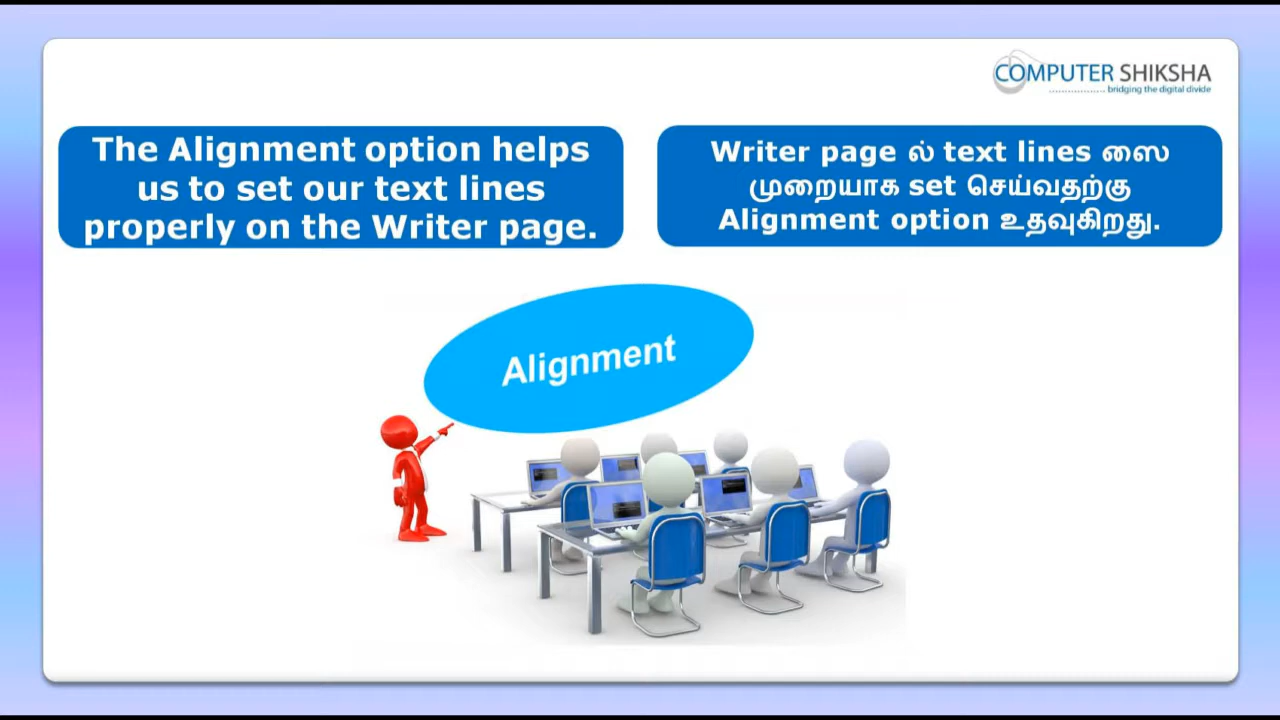 COMPUTER SHIKSHA
bridging the digital divide
The Alignment option helps
us to set our text lines
properly on the Writer page.
Writer page ல் text lines ஸை
முறையாக set செய்வதற்கு
Alignment option உதவுகிறது.
Alignment